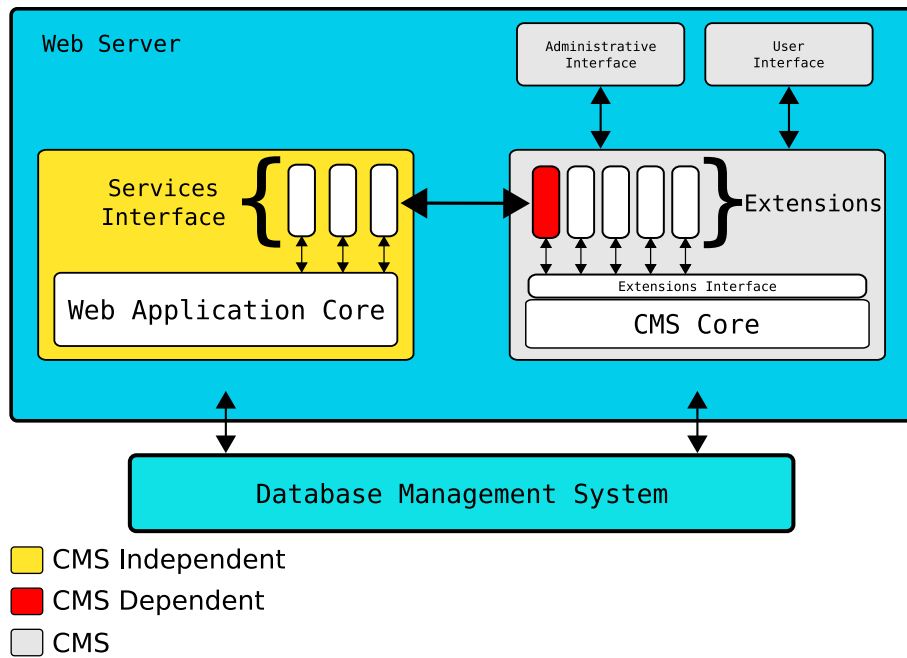 Web Server
Administrative
Interface
User
Interface
Services
Interface
Extensions
Web Application Core
Extensions Interface
CMS Core
Database Management System
CMS Independent
CMS Dependent
CMS